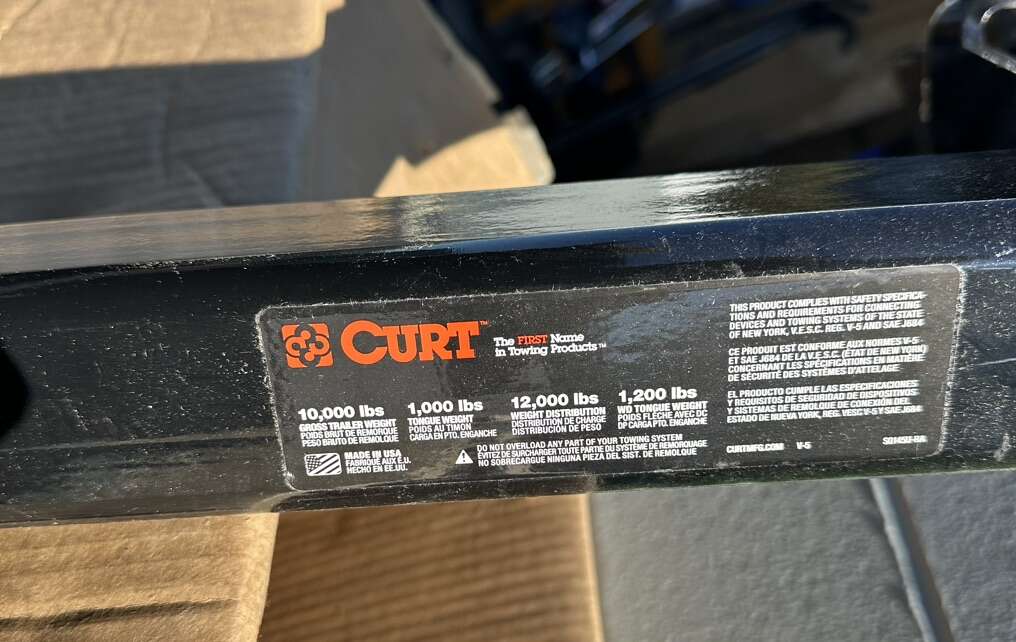 CURT™
The FIRST Name
in Towing Products™
10,000 lbs
GROSS TRAILER WEIGHT
POIDS BRUT DE REMORQUE
PESO BRUTO DE REMOLQUE
1,000 lbs
TONGUE WEIGHT
POIDS AU TIMON
CARGA EN PTO. ENGANCHE
12,000 lbs
WEIGHT DISTRIBUTION
DISTRIBUTION DE CHARGE
DISTRIBUCION DE PESO
1,200 lbs
WD TONGUE WEIGHT
POIDS FLÈCHE AVEC DC
DP CARGA PTO. ENGANCHE
MADE IN USA
FABRIQUE AUX É.U.
HECHO EN EE.UU.
DO NOT OVERLOAD ANY PART OF YOUR TOWING SYSTEM
ÉVITEZ DE SURCHARGER TOUTE PARTIE DU SYSTÈME DE REMORQUAGE
NO SOBRECARGUE NINGUNA PIEZA DEL SIST. DE REMOLQUE
THIS PRODUCT COMPLIES WITH SAFETY SPECIFICA-
TIONS AND REQUIREMENTS FOR CONNECTING
DEVICES AND TOWING SYSTEMS OF THE STATE
OF NEW YORK, V.E.S.C. REG. V-5 AND SAE J684
CE PRODUIT EST CONFORME AUX NORMES V-5
ET SAE J684 DE LA V.E.S.C. (ÉTAT DE NEW YORK)
CONCERNANT LES SPÉCIFICATIONS EN MATIÈRE
DE SÉCURITÉ DES SYSTÈMES D'ATTELAGE.
EL PRODUCTO CUMPLE LAS ESPECIFICACIONES
Y REQUISITOS DE SEGURIDAD DE DISPOSITIVOS
Y SISTEMAS DE REMOLQUE DE CONEXIÓN DEL
ESTADO DE NUEVA YORK, REG. VESC V-5 Y SAE J684
CURTMFG.COM V-5